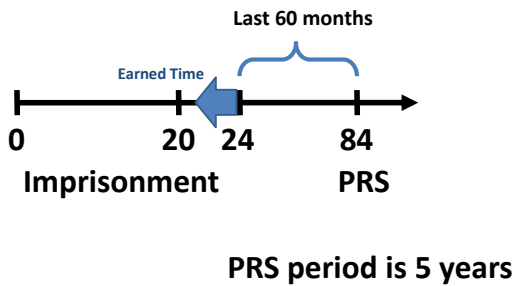 Last 60 months
Earned Time
0 20 24 84
Imprisonment PRS
PRS period is 5 years